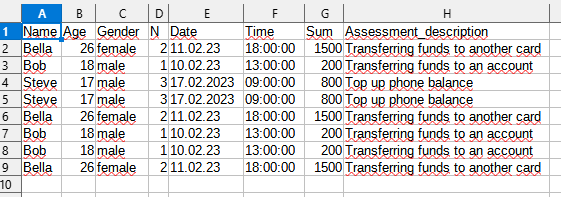 A B C D E F G H
1 Name Age Gender N Date Time Sum Assessment_description
2 Bella 26 female 2 11.02.23 18:00:00 1500 Transferring funds to another card
3 Bob 18 male 1 10.02.23 13:00:00 200 Transferring funds to an account
4 Steve 17 male 3 17.02.2023 09:00:00 800 Top up phone balance
5 Steve 17 male 3 17.02.2023 09:00:00 800 Top up phone balance
6 Bella 26 female 2 11.02.23 18:00:00 1500 Transferring funds to another card
7 Bob 18 male 1 10.02.23 13:00:00 200 Transferring funds to an account
8 Bob 18 male 1 10.02.23 13:00:00 200 Transferring funds to an account
9 Bella 26 female 2 11.02.23 18:00:00 1500 Transferring funds to another card
10